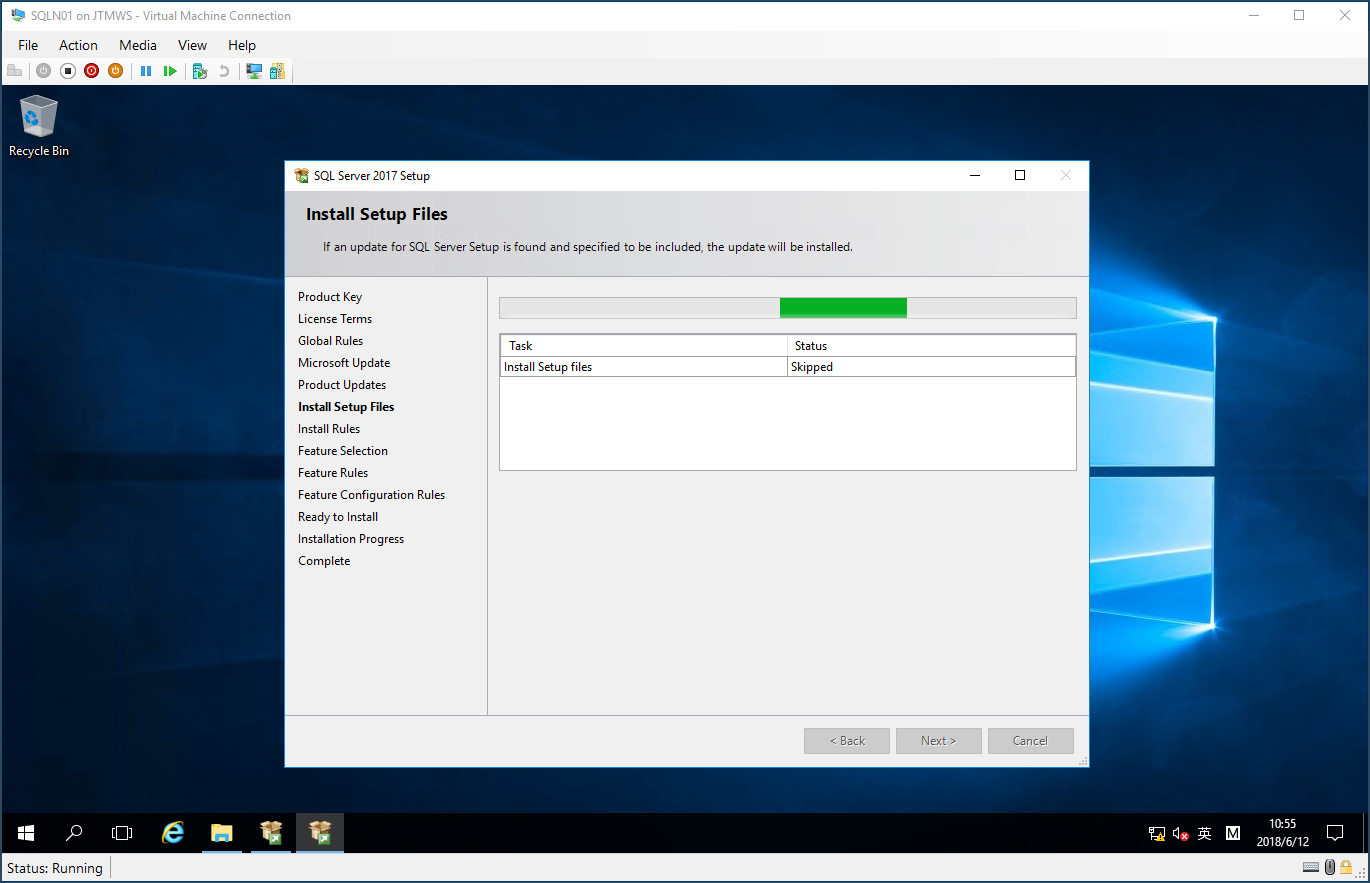 SQLN01 on JTMWS - Virtual Machine Connection
File Action Media View Help
Recycle Bin
SQL Server 2017 Setup
Install Setup Files
If an update for SQL Server Setup is found and specified to be included, the update will be installed.
Product Key
License Terms
Global Rules
Microsoft Update
Product Updates
Install Setup Files
Install Rules
Feature Selection
Feature Rules
Feature Configuration Rules
Ready to Install
Installation Progress
Complete
Task Status
Install Setup files Skipped
< Back Next > Cancel
英 M
10:55
2018/6/12
Status: Running